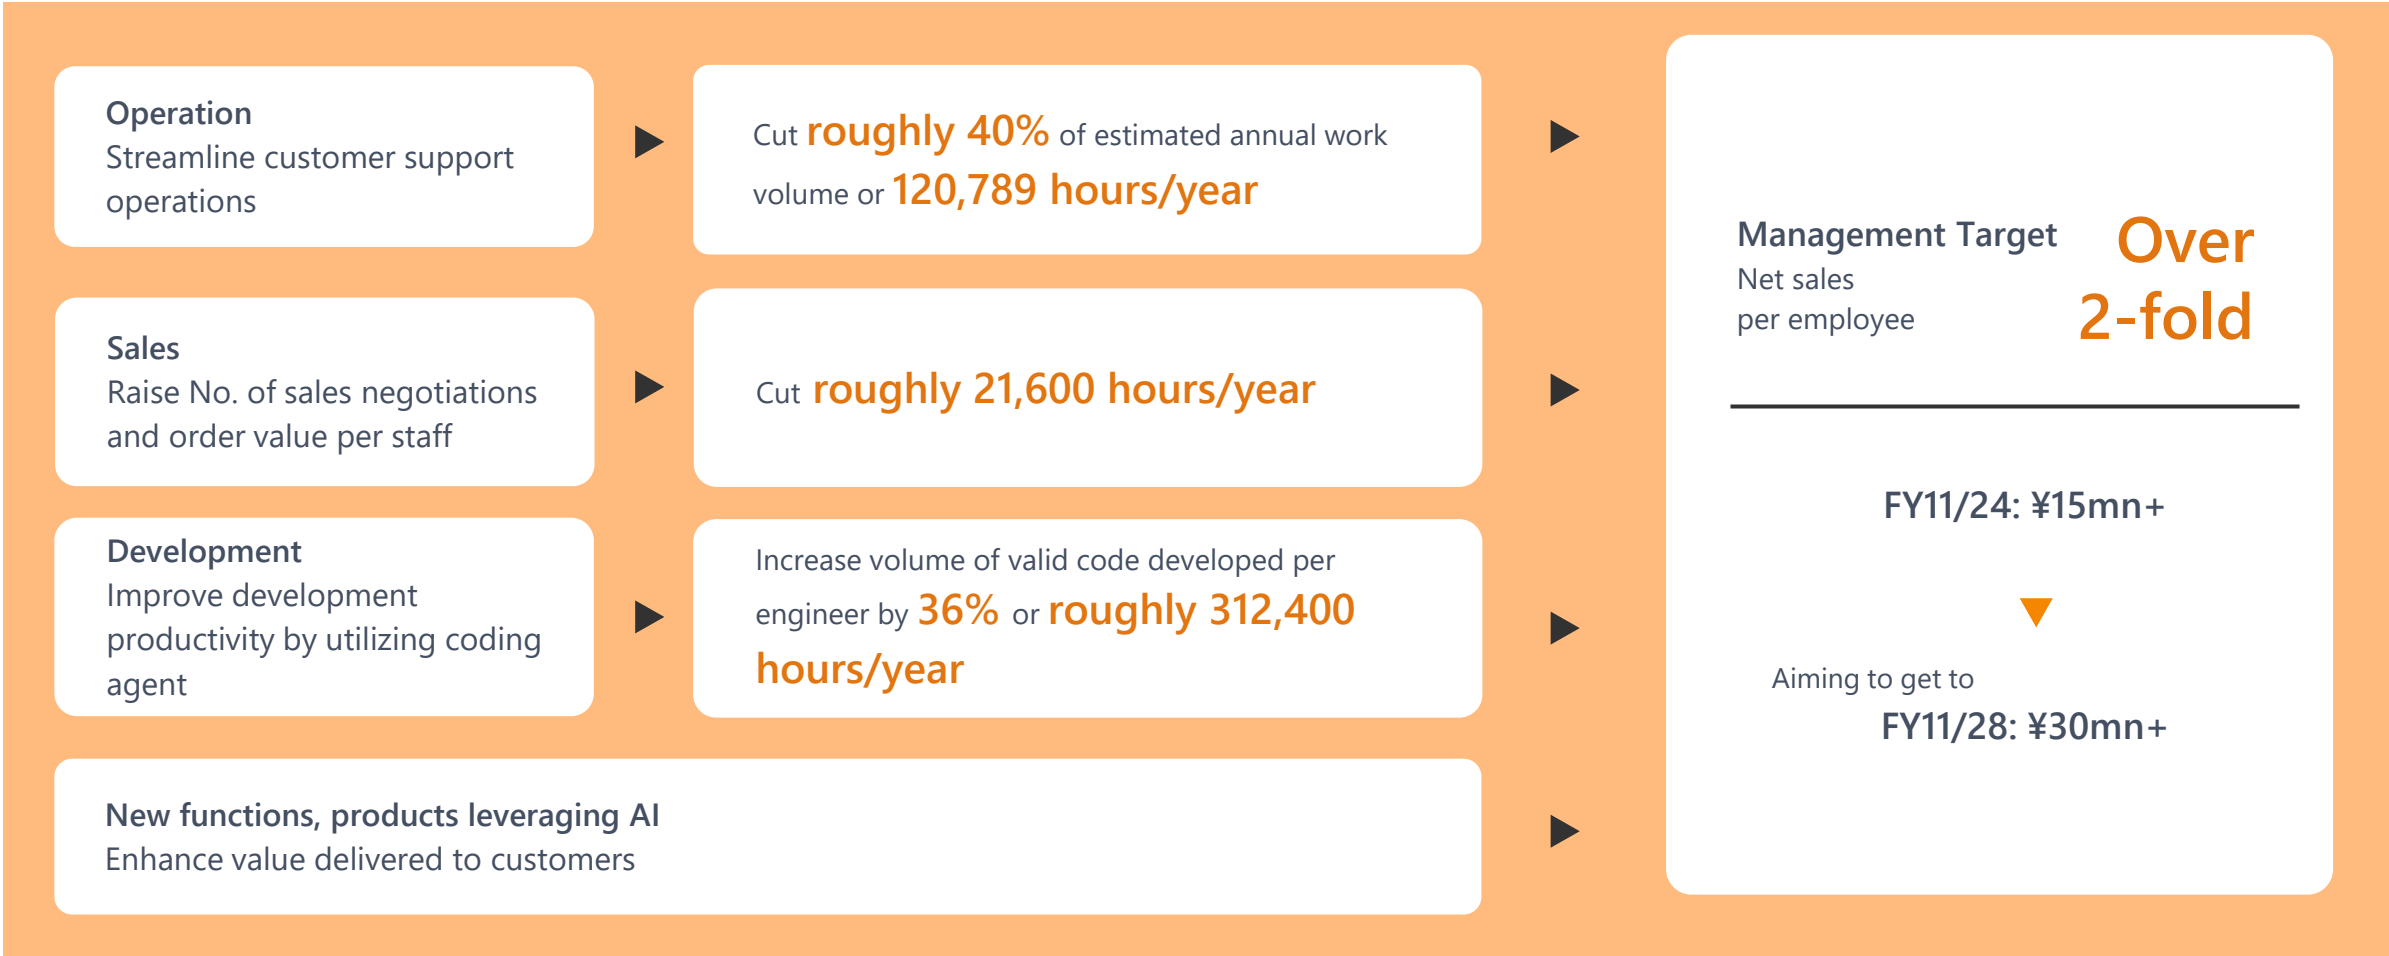 Operation
Streamline customer support
operations
Cut roughly 40% of estimated annual work
volume or 120,789 hours/year
Sales
Raise No. of sales negotiations
and order value per staff
Cut roughly 21,600 hours/year
Development
Improve development
productivity by utilizing coding
agent
Increase volume of valid code developed per
engineer by 36% or roughly 312,400
hours/year
New functions, products leveraging AI
Enhance value delivered to customers
Management Target
Net sales
per employee
Over
2-fold
FY11/24: ¥15mn+
Aiming to get to
FY11/28: ¥30mn+